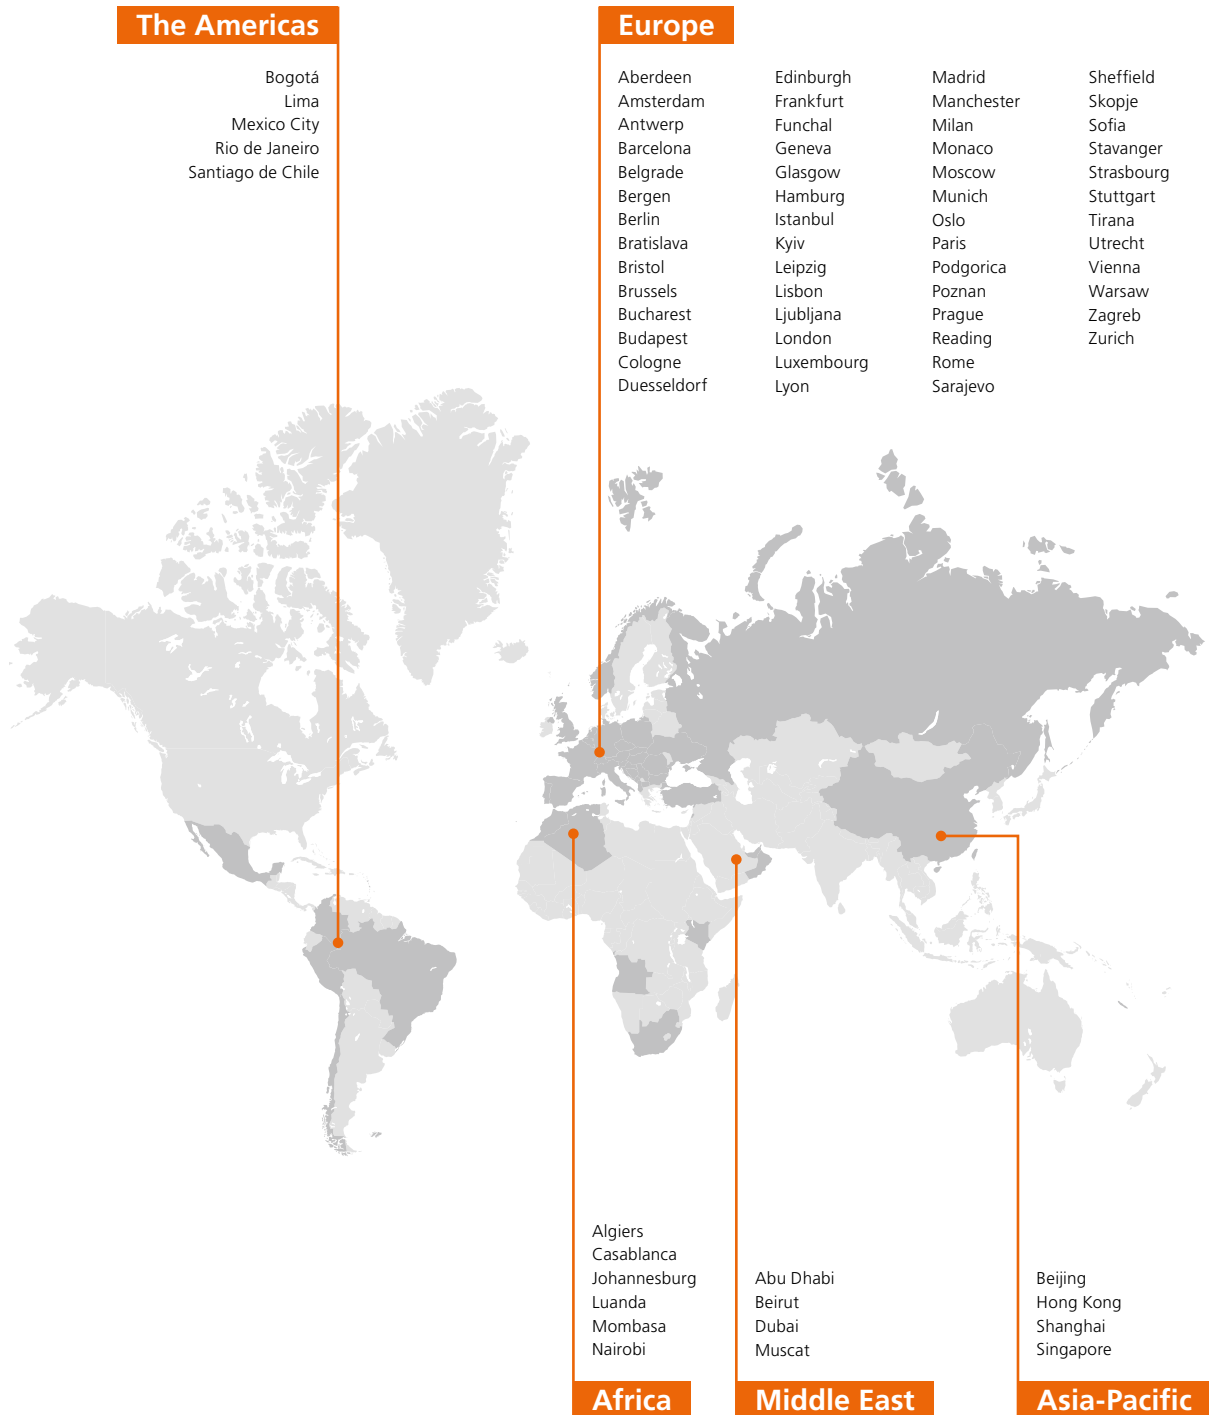 The Americas
Bogotá
Lima
Mexico City
Rio de Janeiro
Santiago de Chile
Europe
Aberdeen
Amsterdam
Antwerp
Barcelona
Belgrade
Bergen
Berlin
Bratislava
Bristol
Brussels
Bucharest
Budapest
Cologne
Duesseldorf
Edinburgh
Frankfurt
Funchal
Geneva
Glasgow
Hamburg
Istanbul
Kyiv
Leipzig
Lisbon
Ljubljana
London
Luxembourg
Lyon
Madrid
Manchester
Milan
Monaco
Moscow
Munich
Oslo
Paris
Podgorica
Poznan
Prague
Reading
Rome
Sarajevo
Sheffield
Skopje
Sofia
Stavanger
Strasbourg
Stuttgart
Tirana
Utrecht
Vienna
Warsaw
Zagreb
Zurich
Algiers
Casablanca
Johannesburg
Luanda
Mombasa
Nairobi
Africa
Abu Dhabi
Beirut
Dubai
Muscat
Middle East
Beijing
Hong Kong
Shanghai
Singapore
Asia-Pacific